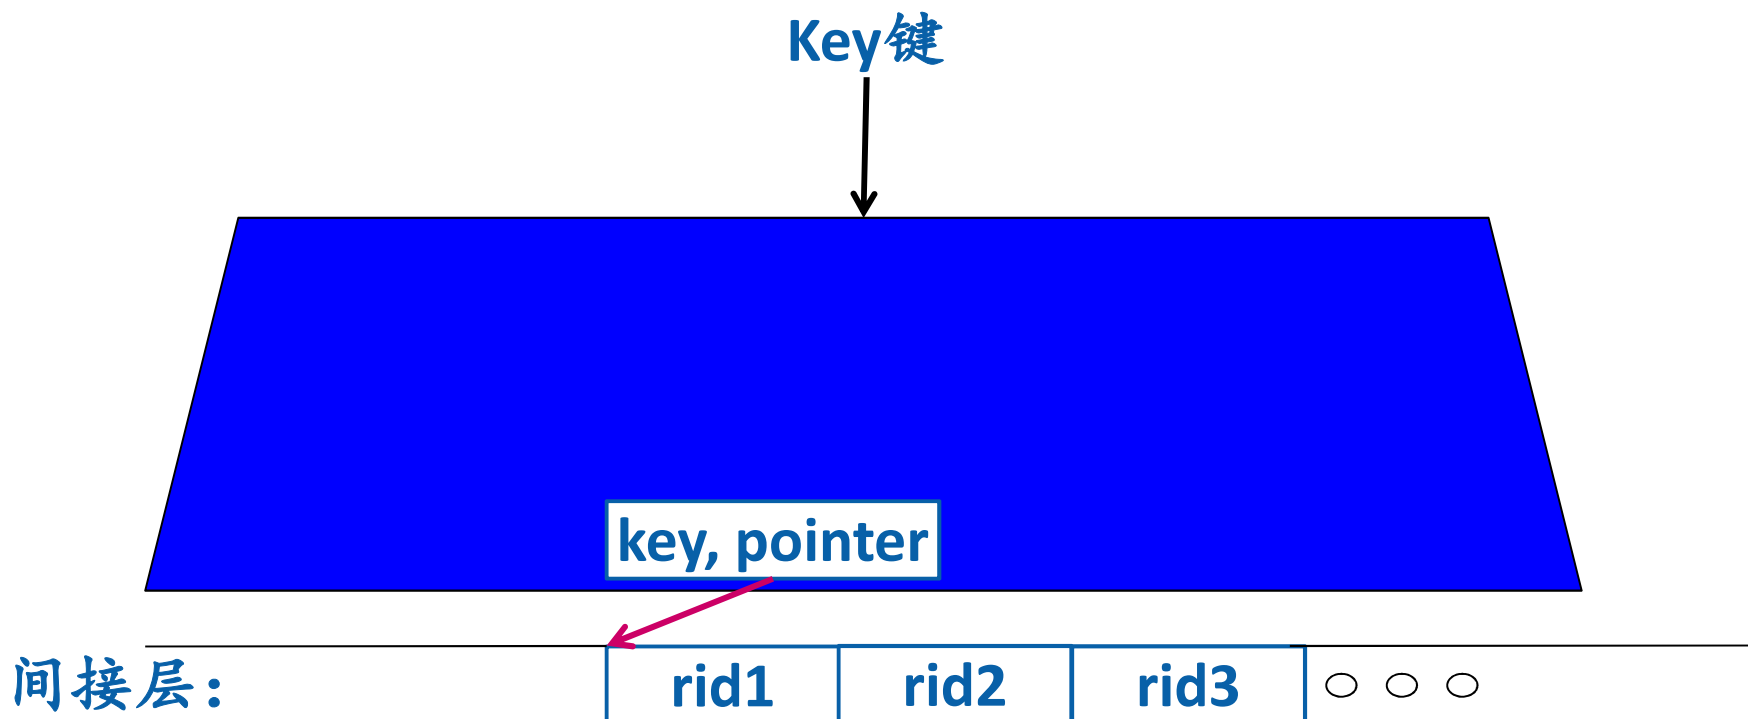 Key键
key, pointer
间接层: rid1 rid2 rid3